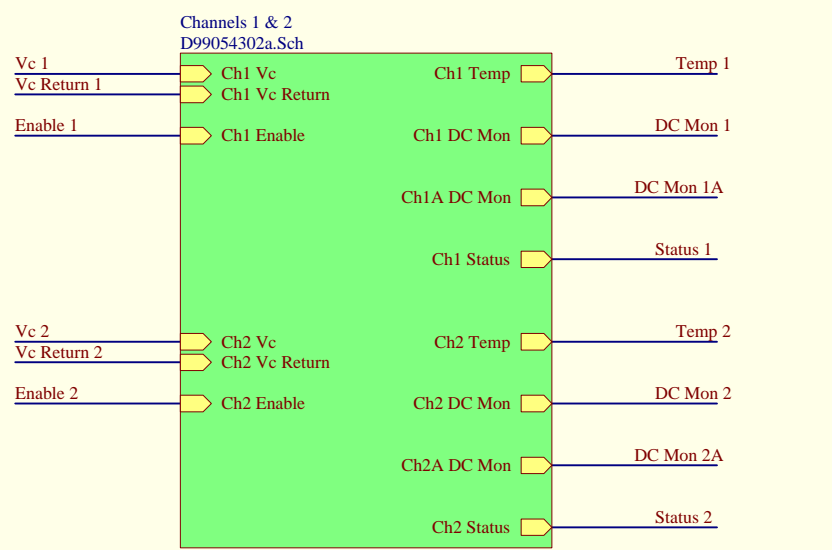 Channels 1 & 2
D99054302a.Sch
Vc 1
Ch1 Vc
Ch1 Temp
Temp 1
Vc Return 1
Ch1 Vc Return
Enable 1
Ch1 Enable
Ch1 DC Mon
DC Mon 1
Ch1A DC Mon
DC Mon 1A
Ch1 Status
Status 1
Vc 2
Ch2 Vc
Ch2 Temp
Temp 2
Vc Return 2
Ch2 Vc Return
Enable 2
Ch2 Enable
Ch2 DC Mon
DC Mon 2
Ch2A DC Mon
DC Mon 2A
Ch2 Status
Status 2